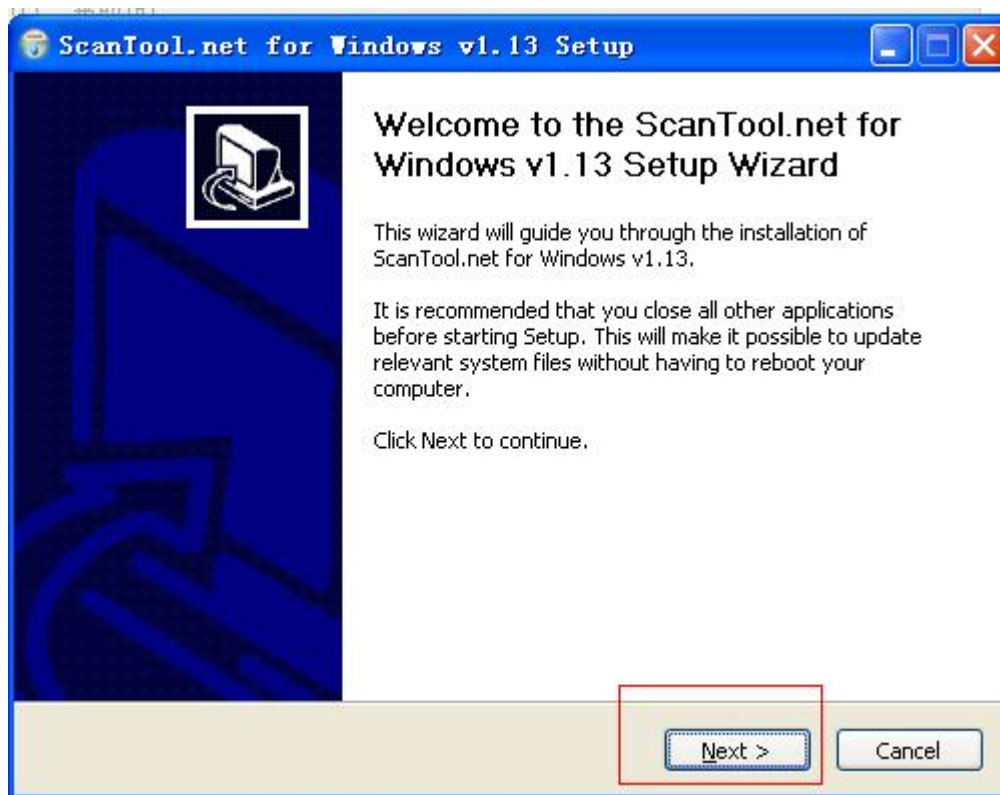 ScanTool.net for Windows v1.13 Setup
Welcome to the ScanTool.net for
Windows v1.13 Setup Wizard
This wizard will guide you through the installation of
ScanTool.net for Windows v1.13.
It is recommended that you close all other applications
before starting Setup. This will make it possible to update
relevant system files without having to reboot your
computer.
Click Next to continue.
Next >
Cancel